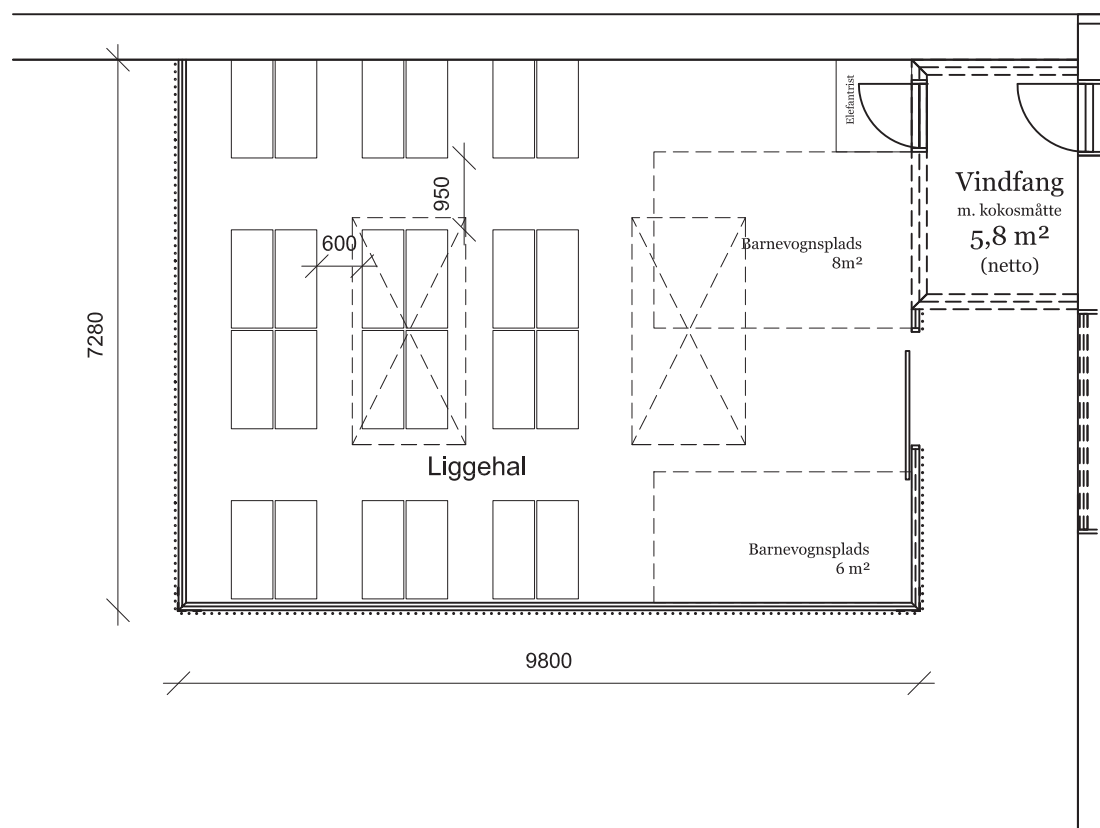 Elefantrist
Vindfang
m. kokosmåtte
5,8 m²
(netto)
950
600
Barnevognsplads
8m²
7280
Liggehal
Barnevognsplads
6 m²
9800